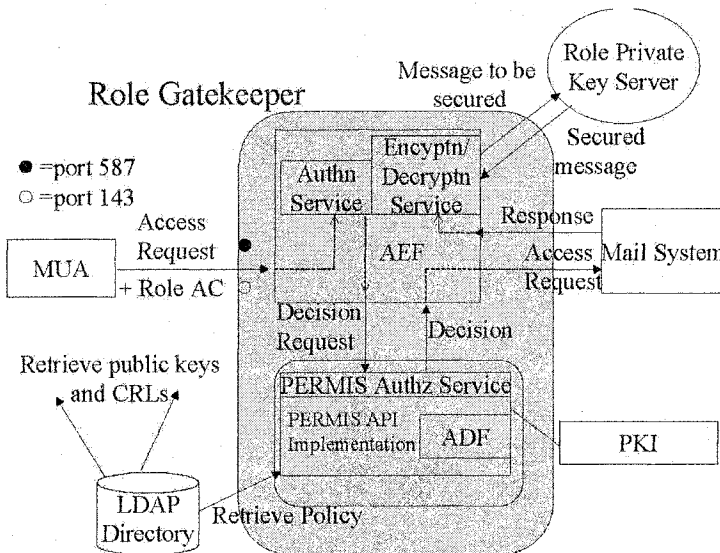 Role Private
Key Server
Message to be
secured
Role Gatekeeper
Secured
message
Encyptn/
Decryptn
Service
Authn
Service
=port 587
=port 143
Access
Request
Response
MUA
AEF
Access
Request
Mail System
+ Role AC
Decision
Request
Decision
Retrieve public keys
and CRLs
PERMIS Authz Service
PERMIS API
Implementation
ADF
PKI
LDAP
Directory
Retrieve Policy